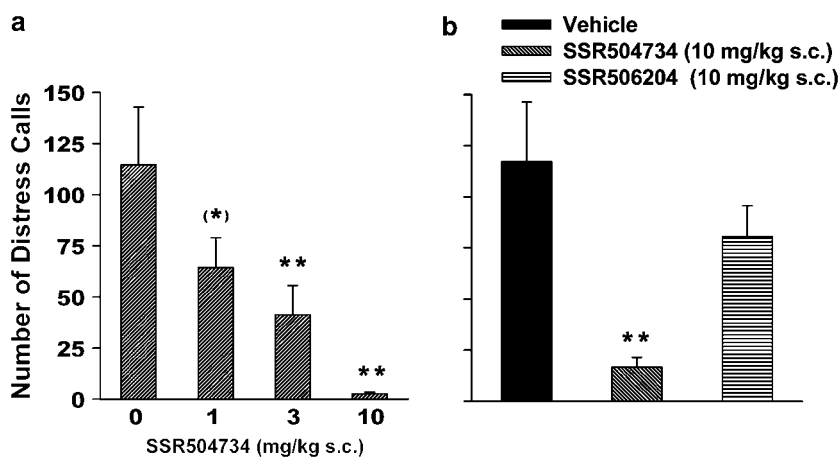 a
150
125
100
75
50
25
0
Number of Distress Calls
(*)
**
**
0 1 3 10
SSR504734 (mg/kg s.c.)
b
Vehicle
SSR504734 (10 mg/kg s.c.)
SSR506204 (10 mg/kg s.c.)
**